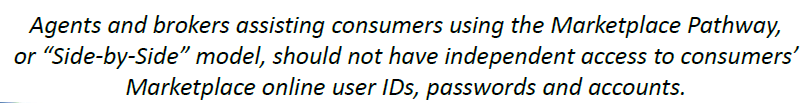 Agents and brokers assisting consumers using the Marketplace Pathway,
or “Side-by-Side” model, should not have independent access to consumers’
Marketplace online user IDs, passwords and accounts.